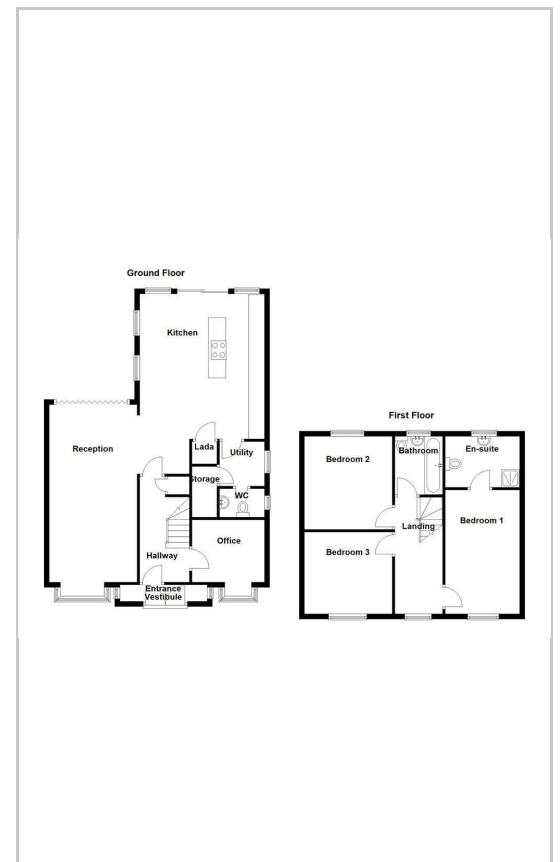 Ground Floor
Kitchen
Reception
Lada
Utility
Storage
WC
Office
Hallway
Entrance
Vestibule
First Floor
Bedroom 2
Bathroom
En-suite
Landing
Bedroom 1
Bedroom 3